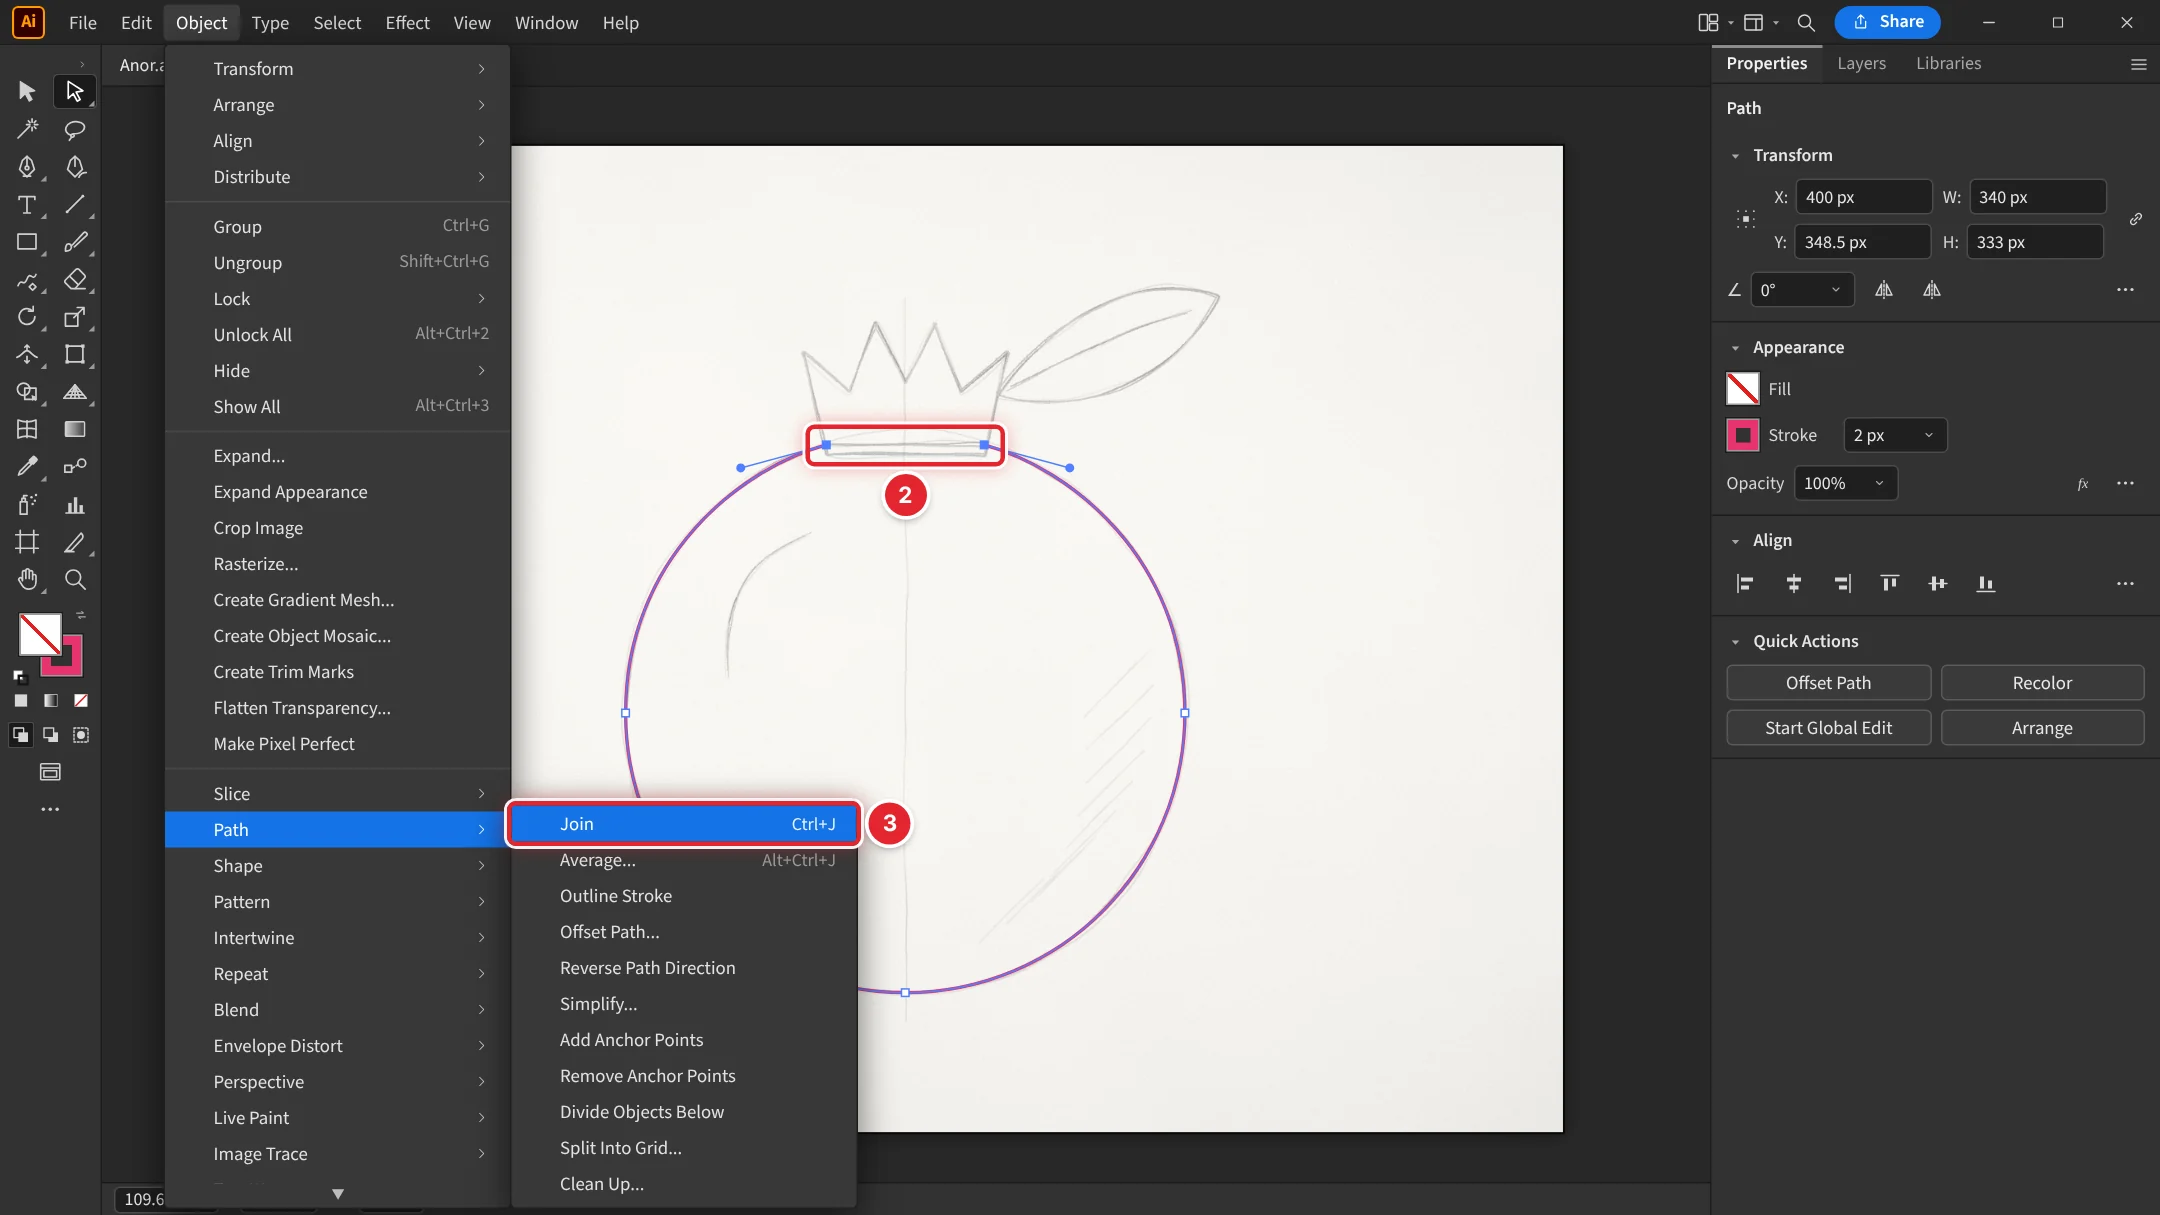 Ai File Edit Object Type Select Effect View Window Help Share
Anor.a
Transform
Arrange
Align
Distribute
Group Ctrl+G
Ungroup Shift+Ctrl+G
Lock
Unlock All Alt+Ctrl+2
Hide
Show All Alt+Ctrl+3
Expand...
Expand Appearance
Crop Image
Rasterize...
Create Gradient Mesh...
Create Object Mosaic...
Create Trim Marks
Flatten Transparency...
Make Pixel Perfect
Slice
Path
Shape
Pattern
Intertwine
Repeat
Blend
Envelope Distort
Perspective
Live Paint
Image Trace
109.6
Join Ctrl+J
Average... Alt+Ctrl+J
Outline Stroke
Offset Path...
Reverse Path Direction
Simplify...
Add Anchor Points
Remove Anchor Points
Divide Objects Below
Split Into Grid...
Clean Up...
2
3
Properties Layers Libraries
Path
Transform
X: 400 px W: 340 px
Y: 348.5 px H: 333 px
0°
Appearance
Fill
Stroke 2 px
Opacity 100% fx
Align
Quick Actions
Offset Path Recolor
Start Global Edit Arrange